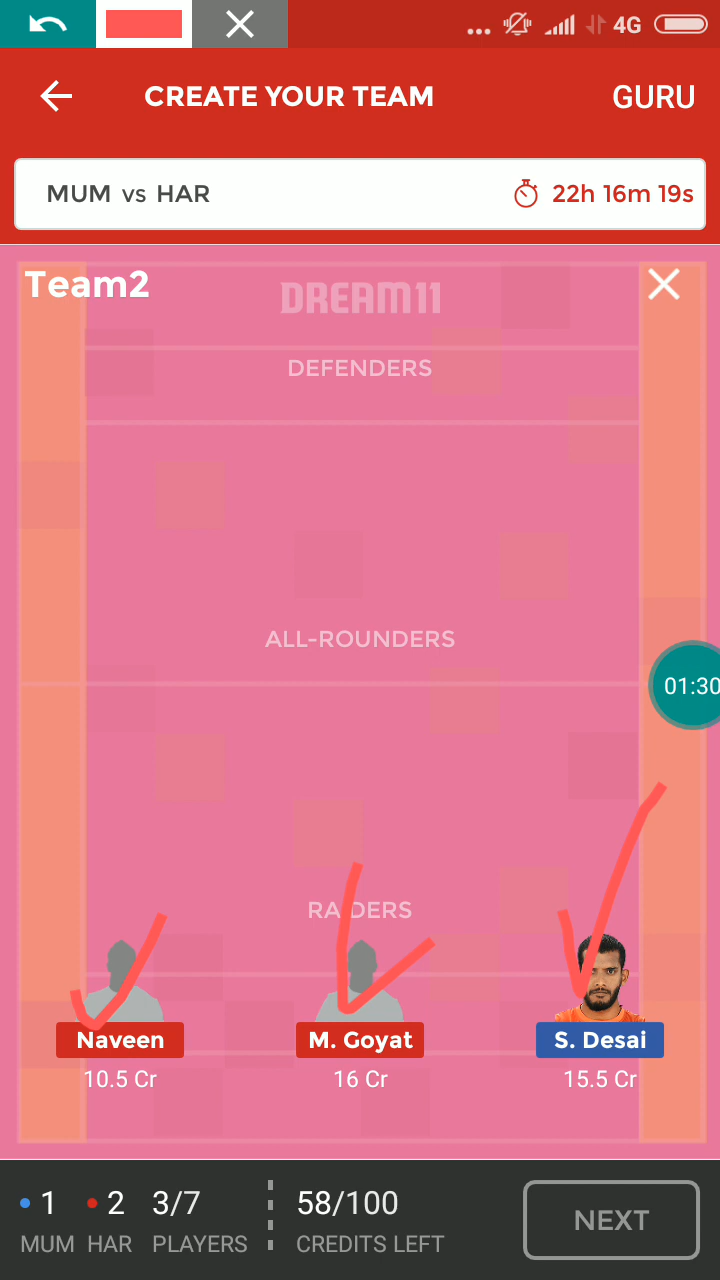 ... 4G
CREATE YOUR TEAM GURU
MUM vs HAR 22h 16m 19s
Team2
DREAM11
DEFENDERS
ALL-ROUNDERS
01:30
RAIDERS
Naveen M. Goyat S. Desai
10.5 Cr 16 Cr 15.5 Cr
1 2 3/7 58/100 NEXT
MUM HAR PLAYERS CREDITS LEFT